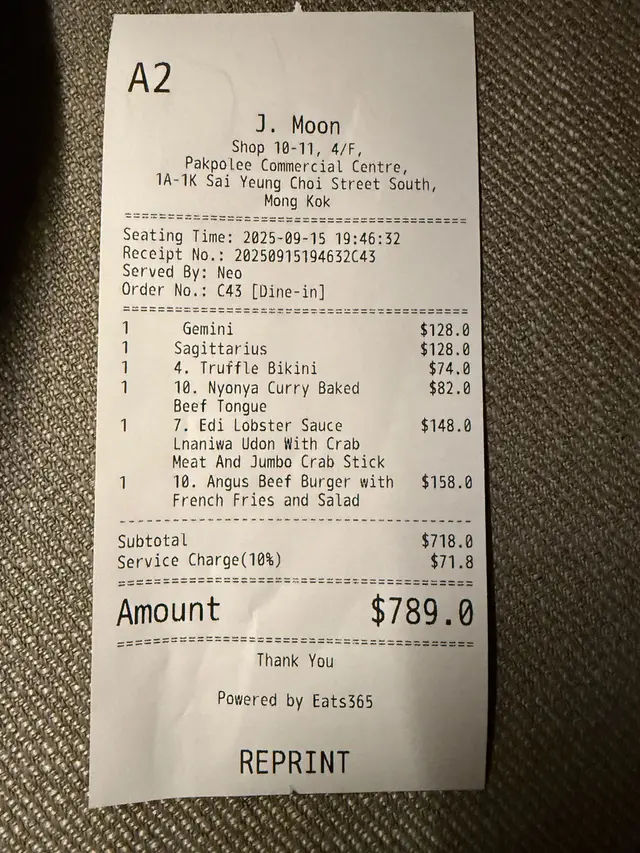 A2
J. Moon
Shop 10-11, 4/F,
Pakpolee Commercial Centre,
1A-1K Sai Yeung Choi Street South,
Mong Kok
Seating Time: 2025-09-15 19:46:32
Receipt No.: 20250915194632C43
Served By: Neo
Order No.: C43 [Dine-in]
1 Gemini $128.0
1 Sagittarius $128.0
1 4. Truffle Bikini $74.0
1 10. Nyonya Curry Baked $82.0
Beef Tongue
1 7. Edi Lobster Sauce $148.0
Lnaniwa Udon With Crab
Meat And Jumbo Crab Stick
1 10. Angus Beef Burger with $158.0
French Fries and Salad
Subtotal $718.0
Service Charge(10%) $71.8
Amount $789.0
Thank You
Powered by Eats365
REPRINT